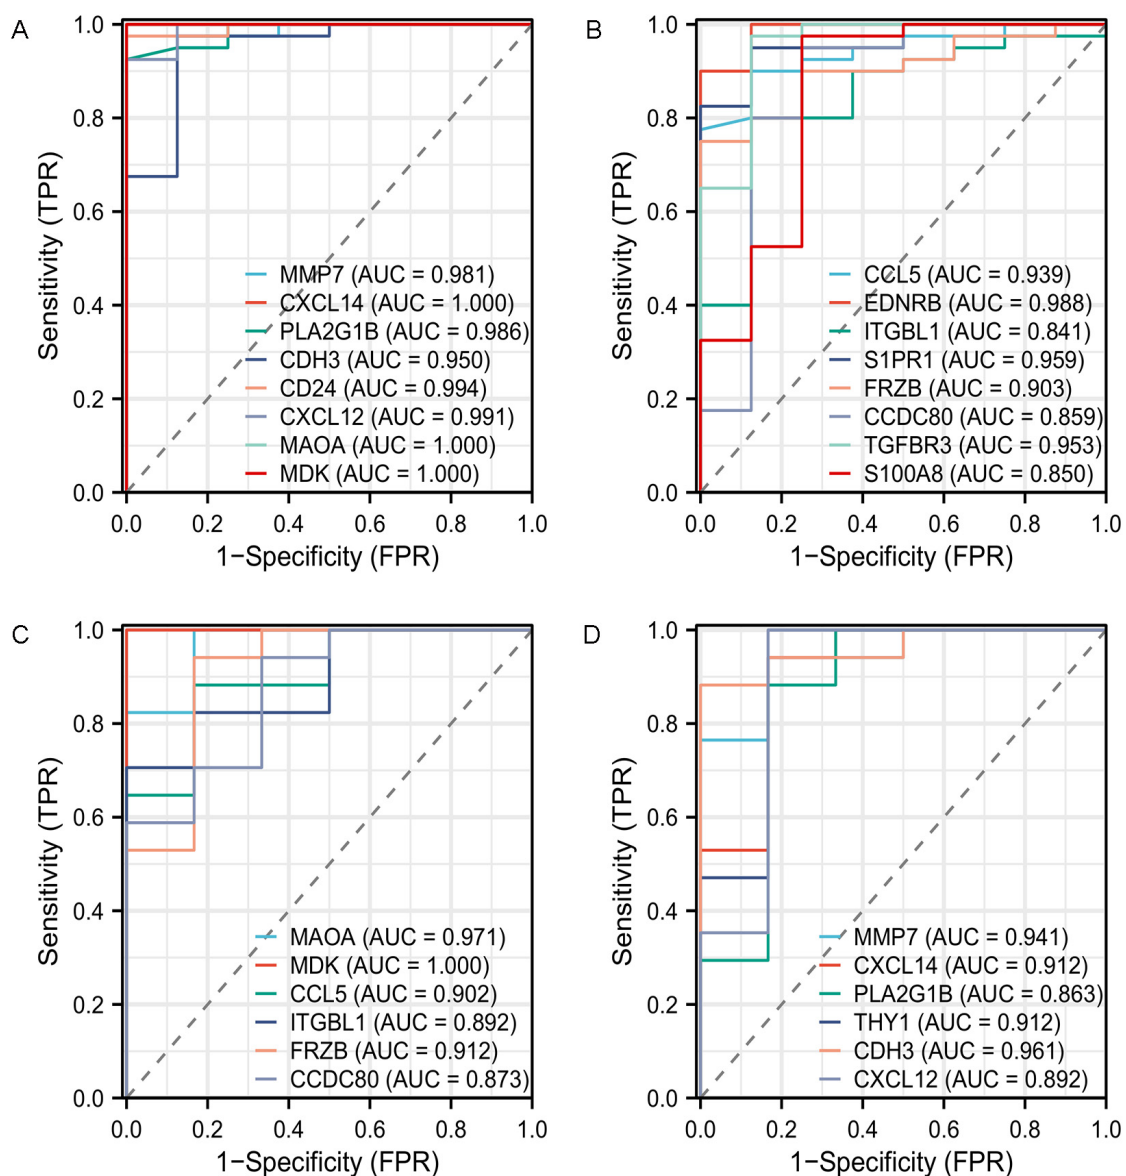 A
1.0
0.8
0.6
0.4
0.2
0.0
Sensitivity (TPR)
MMP7 (AUC = 0.981)
CXCL14 (AUC = 1.000)
PLA2G1B (AUC = 0.986)
CDH3 (AUC = 0.950)
CD24 (AUC = 0.994)
CXCL12 (AUC = 0.991)
MAOA (AUC = 1.000)
MDK (AUC = 1.000)
0.0 0.2 0.4 0.6 0.8 1.0
1−Specificity (FPR)
B
1.0
0.8
0.6
0.4
0.2
0.0
Sensitivity (TPR)
CCL5 (AUC = 0.939)
EDNRB (AUC = 0.988)
ITGBL1 (AUC = 0.841)
S1PR1 (AUC = 0.959)
FRZB (AUC = 0.903)
CCDC80 (AUC = 0.859)
TGFBR3 (AUC = 0.953)
S100A8 (AUC = 0.850)
0.0 0.2 0.4 0.6 0.8 1.0
1−Specificity (FPR)
C
1.0
0.8
0.6
0.4
0.2
0.0
Sensitivity (TPR)
MAOA (AUC = 0.971)
MDK (AUC = 1.000)
CCL5 (AUC = 0.902)
ITGBL1 (AUC = 0.892)
FRZB (AUC = 0.912)
CCDC80 (AUC = 0.873)
0.0 0.2 0.4 0.6 0.8 1.0
1−Specificity (FPR)
D
1.0
0.8
0.6
0.4
0.2
0.0
Sensitivity (TPR)
MMP7 (AUC = 0.941)
CXCL14 (AUC = 0.912)
PLA2G1B (AUC = 0.863)
THY1 (AUC = 0.912)
CDH3 (AUC = 0.961)
CXCL12 (AUC = 0.892)
0.0 0.2 0.4 0.6 0.8 1.0
1−Specificity (FPR)